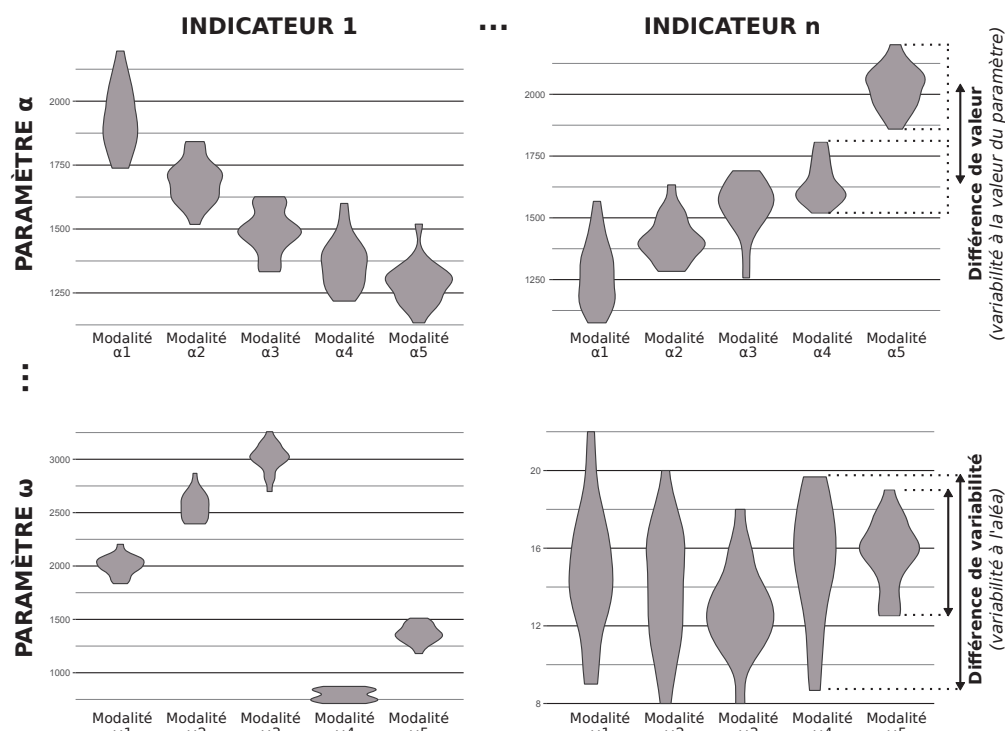 INDICATEUR 1
...
INDICATEUR n
PARAMÈTRE α
2000
1750
1500
1250
Modalité Modalité Modalité Modalité Modalité
α1 α2 α3 α4 α5
2000
1750
1500
1250
Modalité Modalité Modalité Modalité Modalité
α1 α2 α3 α4 α5
Différence de valeur
(variabilité à la valeur du paramètre)
...
PARAMÈTRE ω
3000
2500
2000
1500
1000
Modalité Modalité Modalité Modalité Modalité
20
16
12
8
Modalité Modalité Modalité Modalité Modalité
Différence de variabilité
(variabilité à l'aléa)